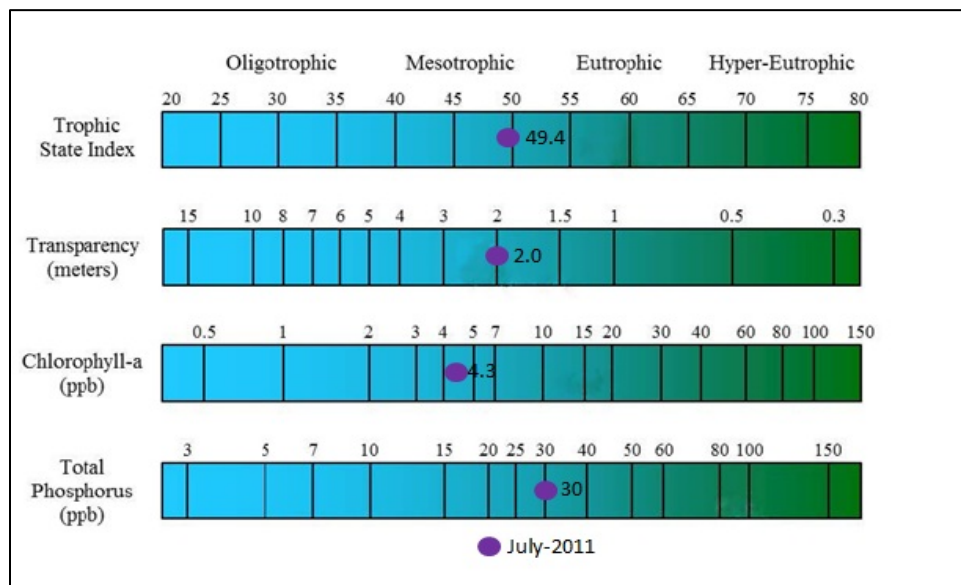 Oligotrophic Mesotrophic Eutrophic Hyper-Eutrophic
20 25 30 35 40 45 50 55 60 65 70 75 80
Trophic
State Index
49.4
15 10 8 7 6 5 4 3 2 1.5 1 0.5 0.3
Transparency
(meters)
2.0
0.5 1 2 3 4 5 7 10 15 20 30 40 60 80 100 150
Chlorophyll-a
(ppb)
4.3
3 5 7 10 15 20 25 30 40 50 60 80 100 150
Total
Phosphorus
(ppb)
30
July-2011